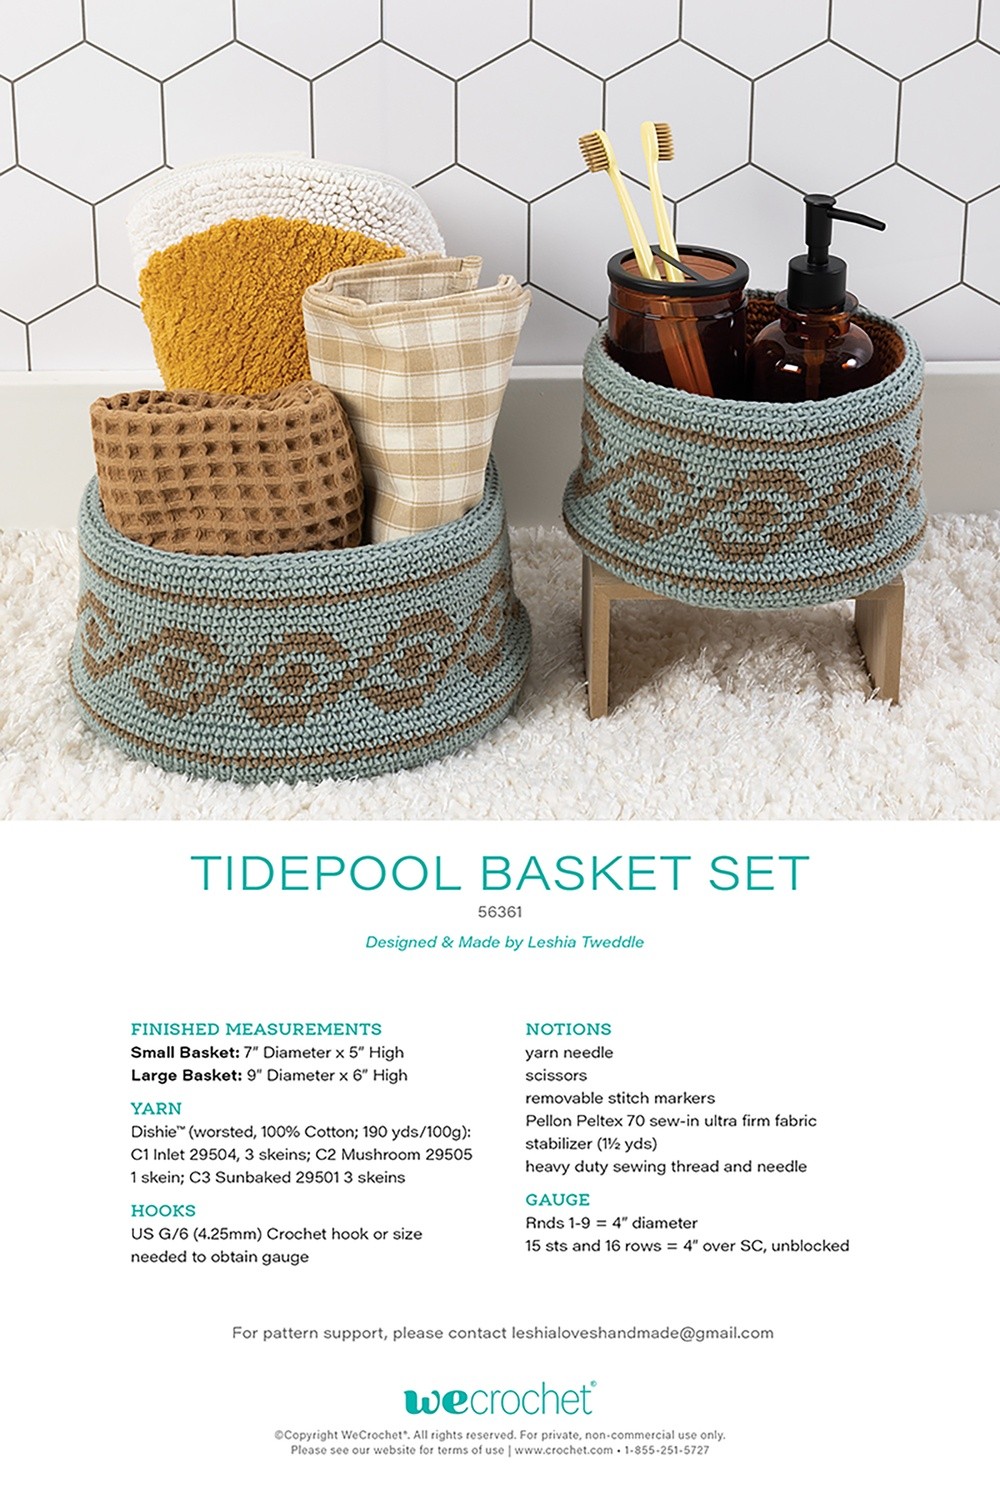 TIDEPOOL BASKET SET
56361
Designed & Made by Leshia Tweddle
FINISHED MEASUREMENTS
Small Basket: 7" Diameter x 5" High
Large Basket: 9" Diameter x 6" High
YARN
Dishie™ (worsted, 100% Cotton; 190 yds/100g):
C1 Inlet 29504, 3 skeins; C2 Mushroom 29505
1 skein; C3 Sunbaked 29501 3 skeins
HOOKS
US G/6 (4.25mm) Crochet hook or size
needed to obtain gauge
NOTIONS
yarn needle
scissors
removable stitch markers
Pellon Peltex 70 sew-in ultra firm fabric
stabilizer (1½ yds)
heavy duty sewing thread and needle
GAUGE
Rnds 1-9 = 4" diameter
15 sts and 16 rows = 4" over SC, unblocked
For pattern support, please contact leshialoveshandmade@gmail.com
wecrochet®
©Copyright WeCrochet®. All rights reserved. For private, non-commercial use only.
Please see our website for terms of use | www.crochet.com • 1-855-251-5727